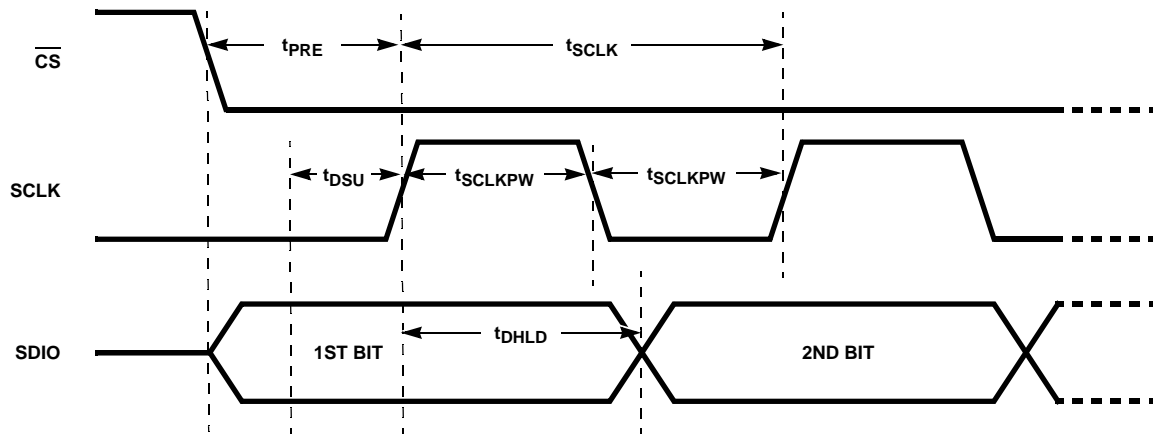 CS
tPRE
tSCLK
SCLK
tDSU
tSCLKPW
tSCLKPW
SDIO
1ST BIT
tDHLD
2ND BIT